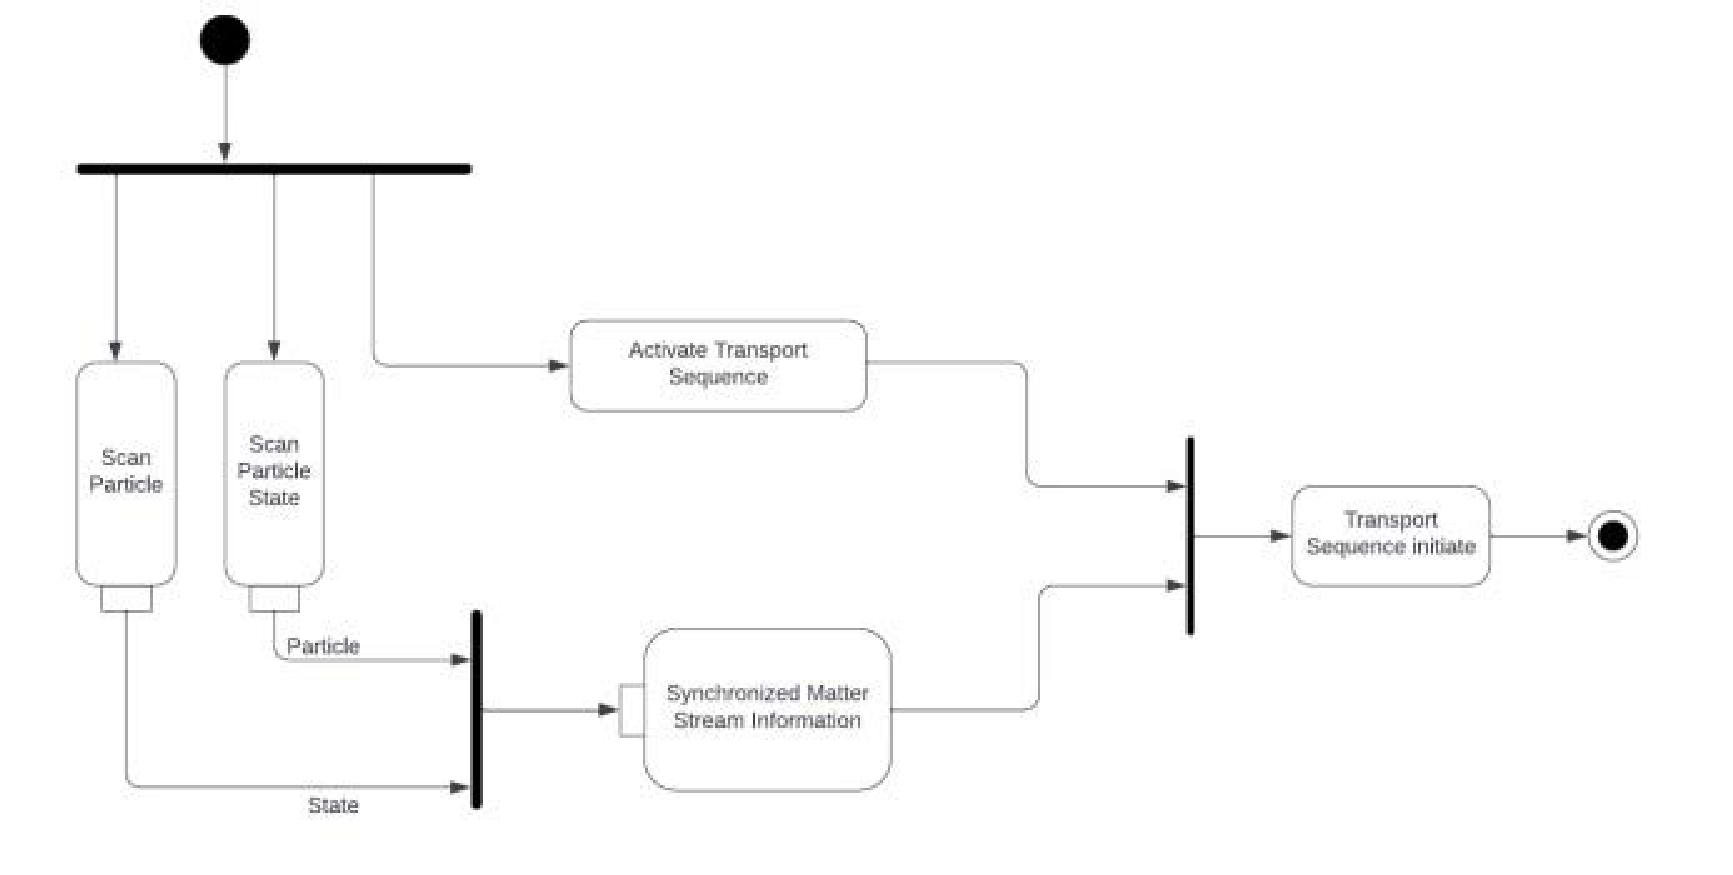 Activate Transport
Sequence
Scan
Particle
Scan
Particle
State
Transport
Sequence initiate
Particle
Synchronized Matter
Stream Information
State